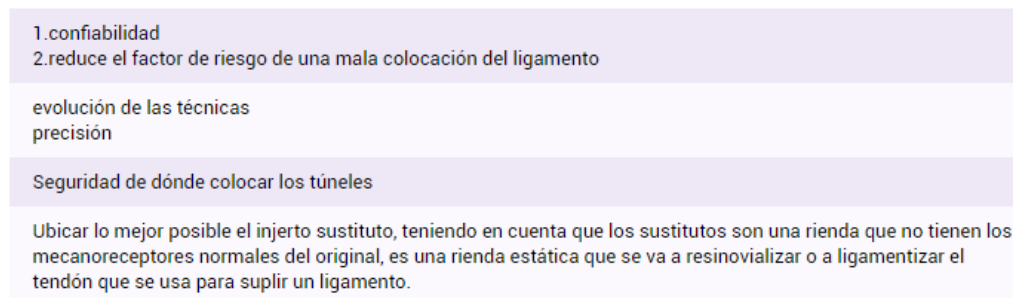 1.confiabilidad
2.reduce el factor de riesgo de una mala colocación del ligamento
evolución de las técnicas
precisión
Seguridad de dónde colocar los túneles
Ubicar lo mejor posible el injerto sustituto, teniendo en cuenta que los sustitutos son una rienda que no tienen los
mecanoreceptores normales del original, es una rienda estática que se va a resinovializar o a ligamentizar el
tendón que se usa para suplir un ligamento.